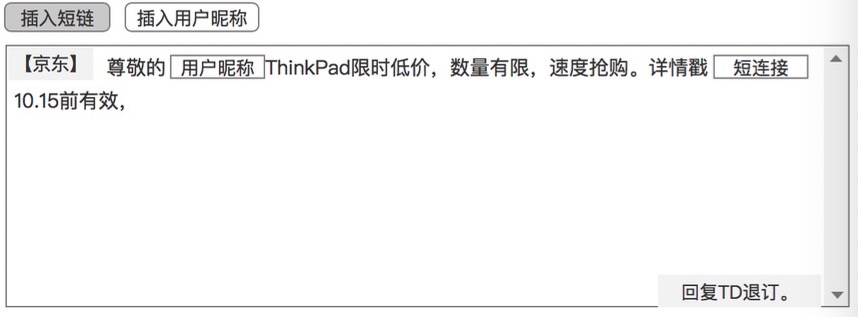 插入短链 插入用户昵称
【京东】 尊敬的 用户昵称 ThinkPad限时低价，数量有限，速度抢购。详情戳 短连接
10.15前有效，
回复TD退订。